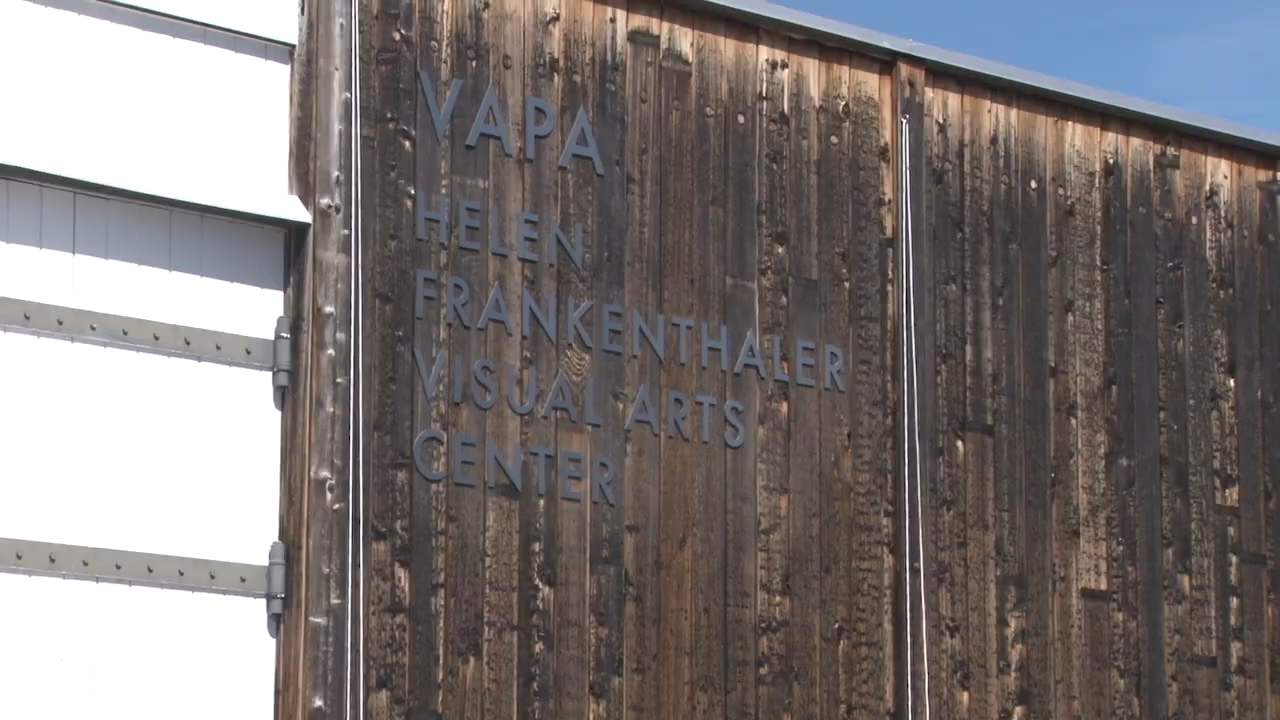 VAPA
HELEN
FRANKENTHALER
VISUAL ARTS
CENTER